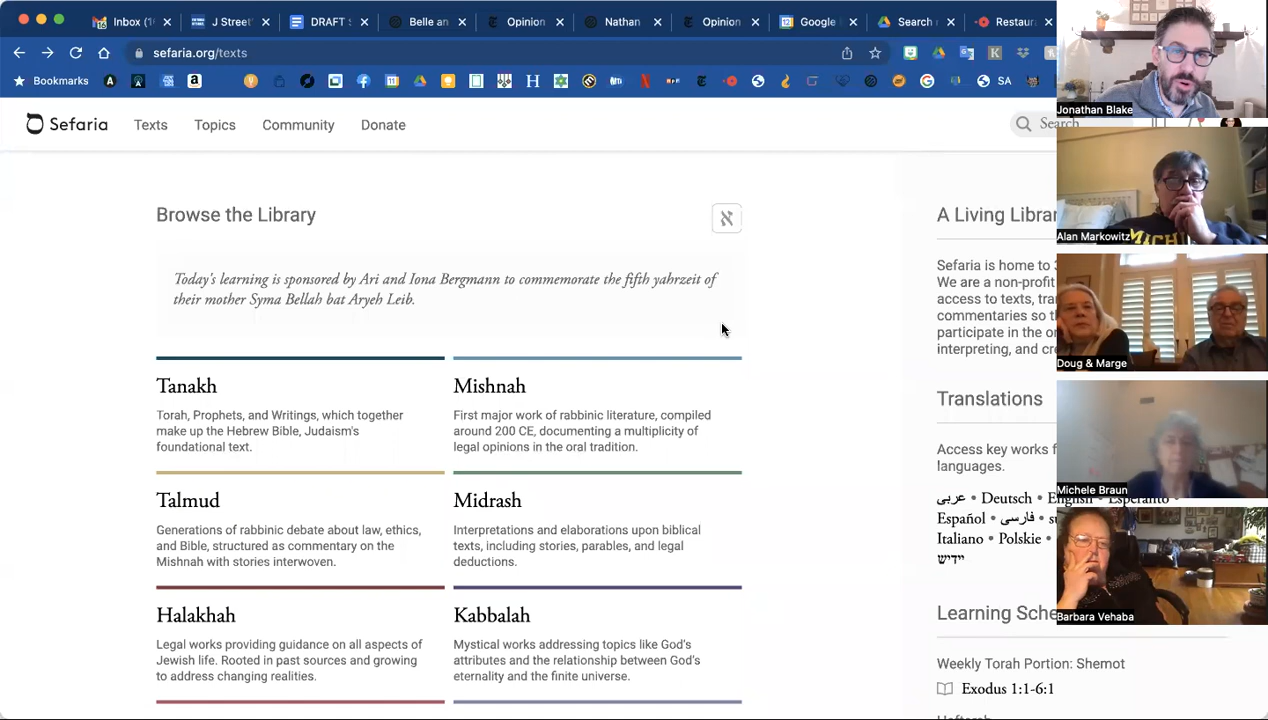 Inbox (1
J Street
DRAFT S
Belle an
Opinion
Nathan
Opinion
Google
Search r
Restaur
sefaria.org/texts
Bookmarks
SA
Sefaria
Texts
Topics
Community
Donate
Search
Browse the Library
א
Today's learning is sponsored by Ari and Iona Bergmann to commemorate the fifth yahrzeit of
their mother Syma Bellah bat Aryeh Leib.
Tanakh
Torah, Prophets, and Writings, which together
make up the Hebrew Bible, Judaism's
foundational text.
Mishnah
First major work of rabbinic literature, compiled
around 200 CE, documenting a multiplicity of
legal opinions in the oral tradition.
Talmud
Generations of rabbinic debate about law, ethics,
and Bible, structured as commentary on the
Mishnah with stories interwoven.
Midrash
Interpretations and elaborations upon biblical
texts, including stories, parables, and legal
deductions.
Halakhah
Legal works providing guidance on all aspects of
Jewish life. Rooted in past sources and growing
to address changing realities.
Kabbalah
Mystical works addressing topics like God's
attributes and the relationship between God's
eternality and the finite universe.
A Living Libra
Sefaria is home to 3
We are a non-profit
access to texts, tra
commentaries so th
participate in the o
interpreting, and cr
Translations
Access key works f
languages.
عربى • Deutsch • English • Esperanto •
Español • فارسی • su
Italiano • Polskie •
ייִדיש
Learning Sche
Weekly Torah Portion: Shemot
Exodus 1:1-6:1
Jonathan Blake
Alan Markowitz
MICHI
Doug & Marge
Michele Braun
Barbara Vehaba